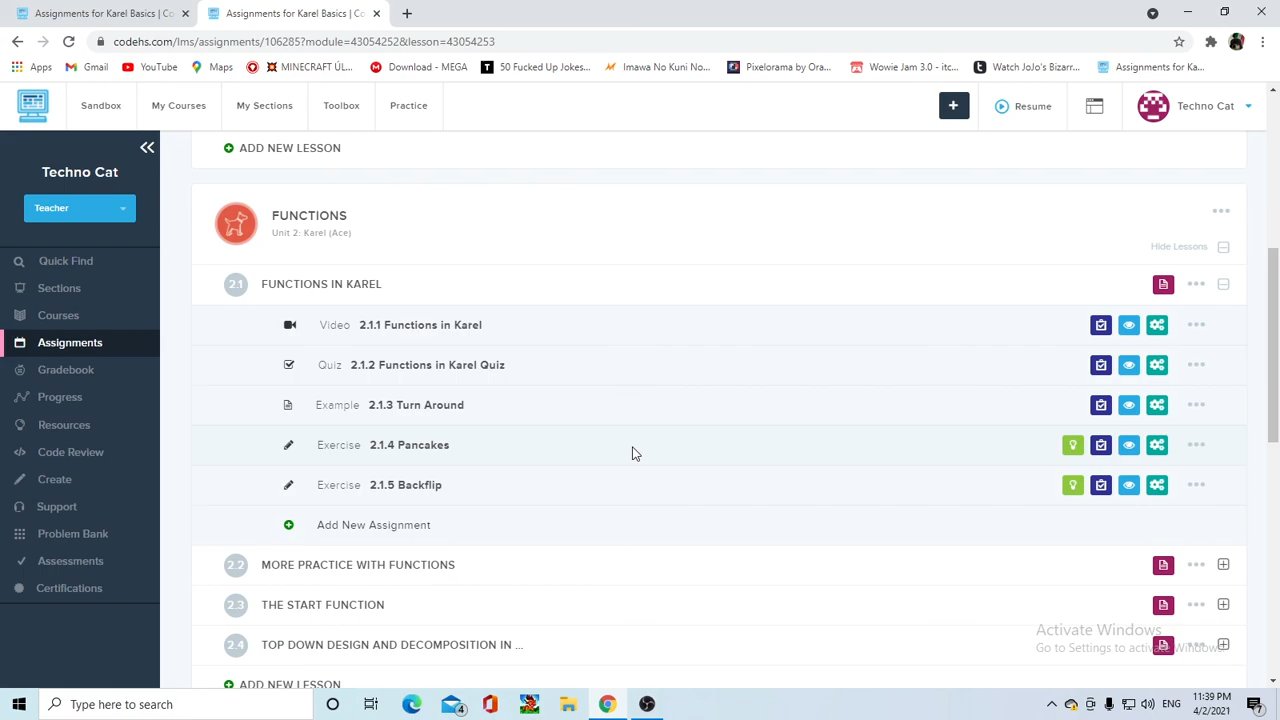 Karel Basics | Co
Karel Basics | Co
codehs.com/lms/assignments/106285?module=43054252&lesson=43054253
Apps
Gmail
YouTube
Maps
MINECRAFT ÚL...
Download - MEGA
50 Fucked Up Jokes...
Imawa No Kuni No...
Pixelorama by Ora...
Wowie Jam 3.0 - itc...
Watch JoJo's Bizarr...
Assignments for Ka...
Sandbox
My Courses
My Sections
Toolbox
Practice
Resume
Techno Cat
Techno Cat
Teacher
Quick Find
Sections
Courses
Assignments
Gradebook
Progress
Resources
Code Review
Create
Support
Problem Bank
Assessments
Certifications
ADD NEW LESSON
FUNCTIONS
Unit 2: Karel (Ace)
Hide Lessons
2.1 FUNCTIONS IN KAREL
Video 2.1.1 Functions in Karel
Quiz 2.1.2 Functions in Karel Quiz
Example 2.1.3 Turn Around
Exercise 2.1.4 Pancakes
Exercise 2.1.5 Backflip
Add New Assignment
2.2 MORE PRACTICE WITH FUNCTIONS
2.3 THE START FUNCTION
2.4 TOP DOWN DESIGN AND DECOMPOSITION IN ...
ADD NEW LESSON
Activate Windows
Go to Settings to activate Windows.
Type here to search
4
ENG
11:39 PM
4/2/2021
7